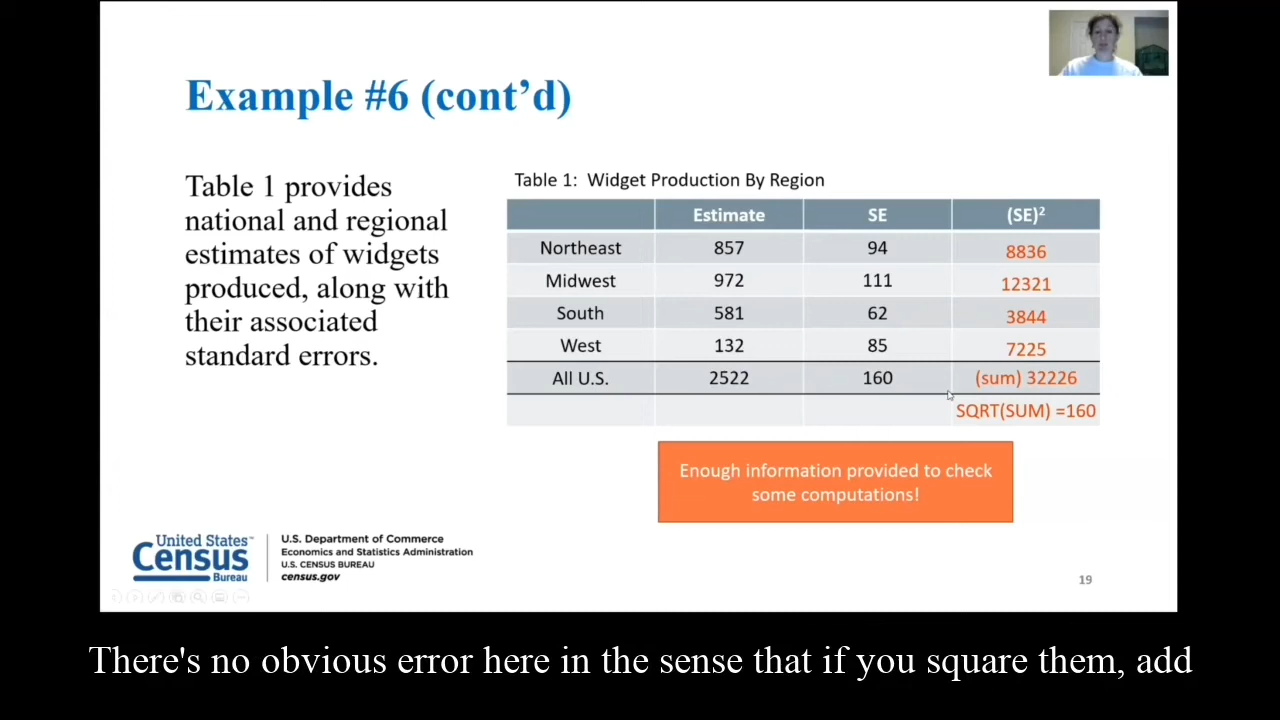 Example #6 (cont’d)
Table 1 provides
national and regional
estimates of widgets
produced, along with
their associated
standard errors.
Table 1: Widget Production By Region
Estimate SE (SE)²
Northeast 857 94 8836
Midwest 972 111 12321
South 581 62 3844
West 132 85 7225
All U.S. 2522 160 (sum) 32226
SQRT(SUM) =160
Enough information provided to check
some computations!
United States™
Census
Bureau
U.S. Department of Commerce
Economics and Statistics Administration
U.S. CENSUS BUREAU
census.gov
19
There's no obvious error here in the sense that if you square them, add